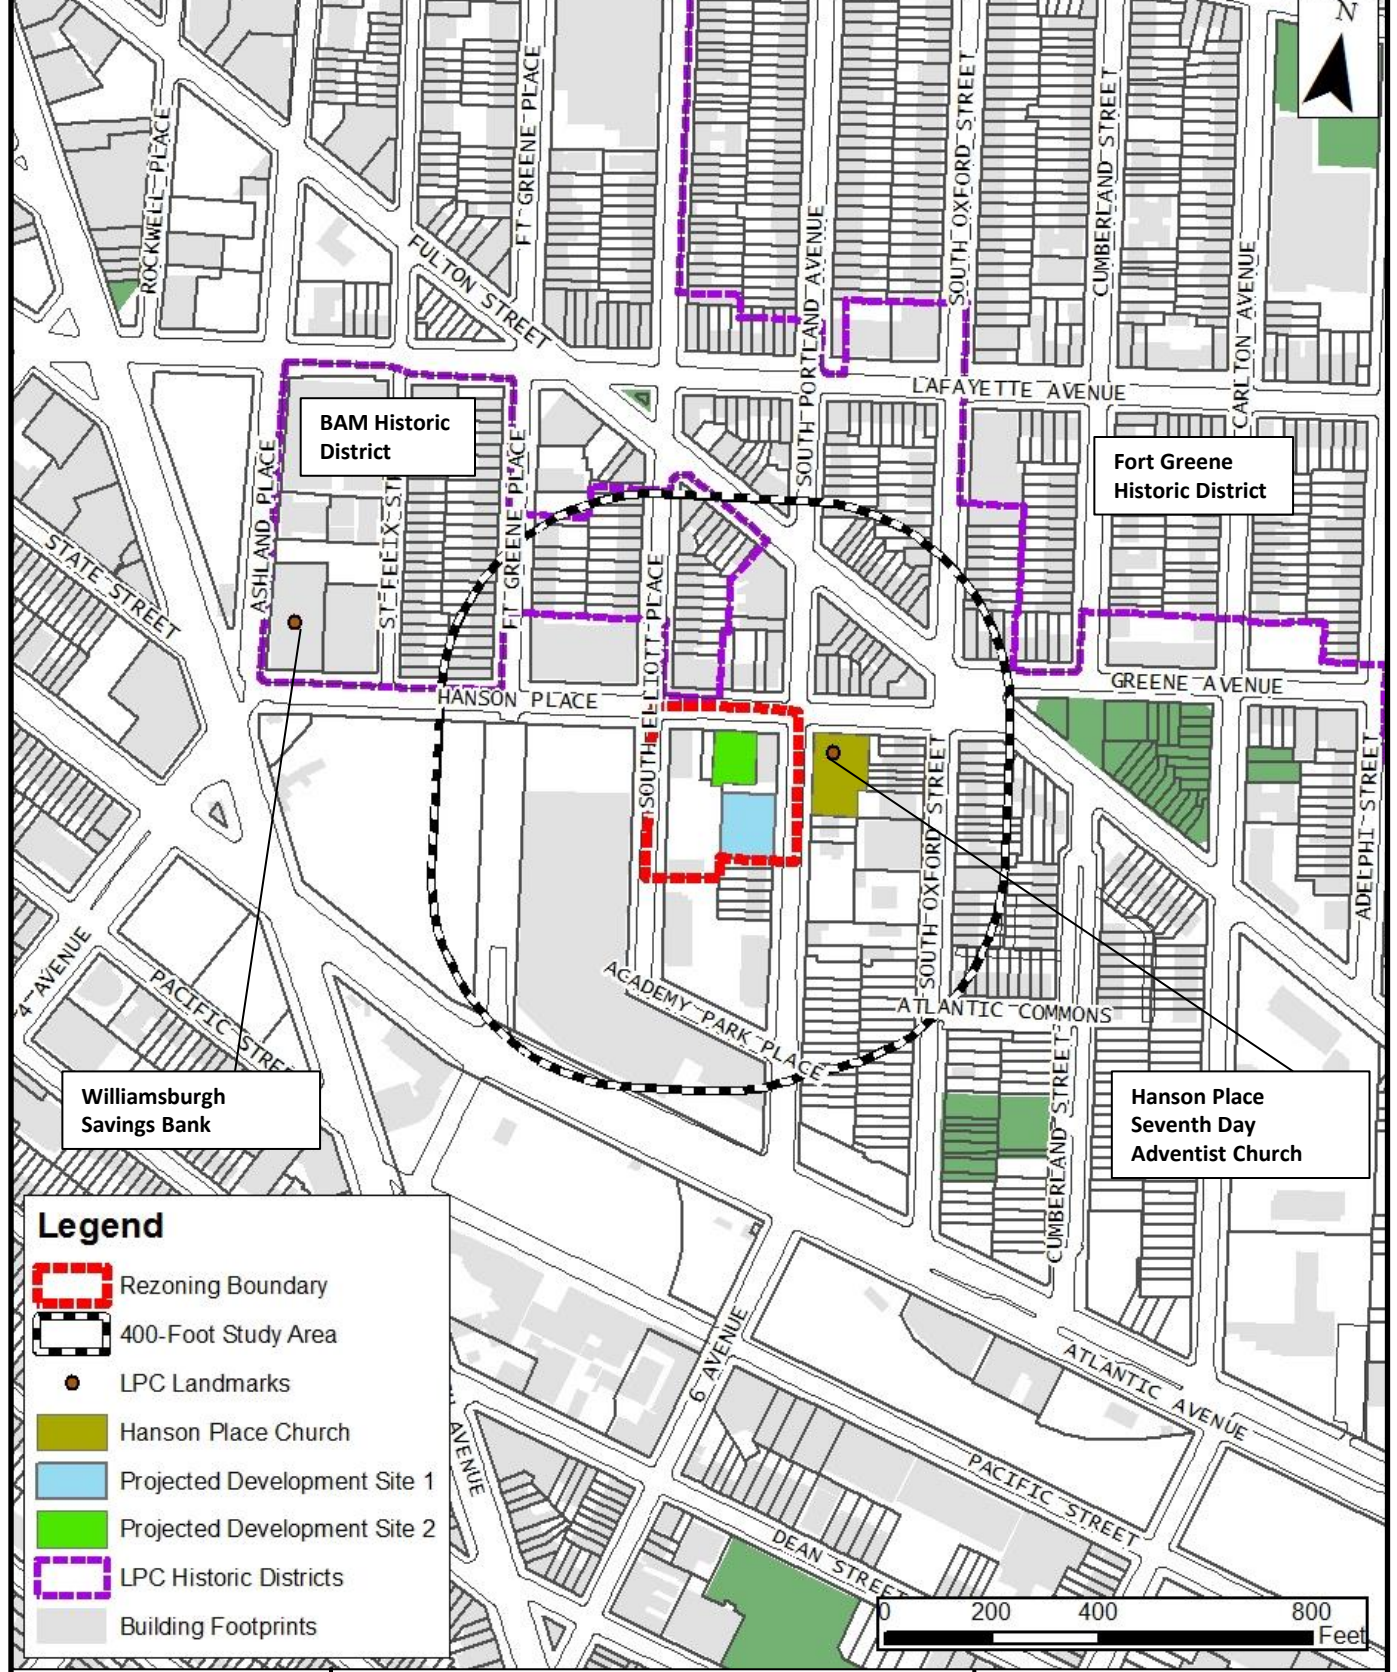 N
ROCKWELL PLACE
FT GREENE PLACE
FULTON STREET
SOUTH PORTLAND AVENUE
SOUTH OXFORD STREET
CUMBERLAND STREET
CARLTON AVENUE
LAFAYETTE AVENUE
BAM Historic
District
Fort Greene
Historic District
ASHLAND PLACE
ST FELIX ST
FT GREENE PLACE
SOUTH ELLIOTT PLACE
STATE STREET
HANSON PLACE
GREENE AVENUE
SOUTH OXFORD STREET
ADELPHI STREET
4 AVENUE
PACIFIC STREE
ACADEMY PARK PLACE
ATLANTIC COMMONS
CUMBERLAND STREET
Williamsburgh
Savings Bank
Hanson Place
Seventh Day
Adventist Church
6 AVENUE
ATLANTIC AVENUE
AVENUE
PACIFIC STREET
DEAN STREET
Legend
Rezoning Boundary
400-Foot Study Area
LPC Landmarks
Hanson Place Church
Projected Development Site 1
Projected Development Site 2
LPC Historic Districts
Building Footprints
0 200 400 800
Feet